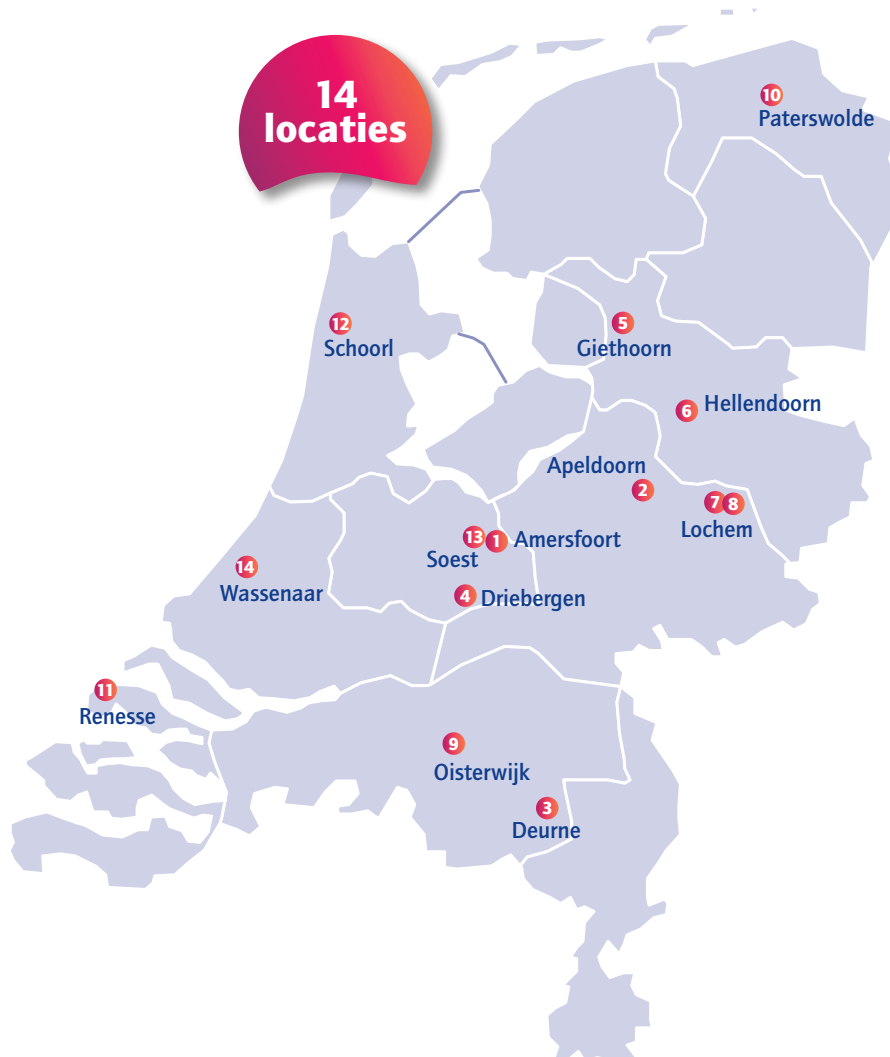 14
locaties
10
Paterswolde
12
Schoorl
5
Giethoorn
6 Hellendoorn
Apeldoorn
2
7 8
Lochem
13
Soest
1 Amersfoort
14
Wassenaar
4 Driebergen
11
Renesse
9
Oisterwijk
3
Deurne